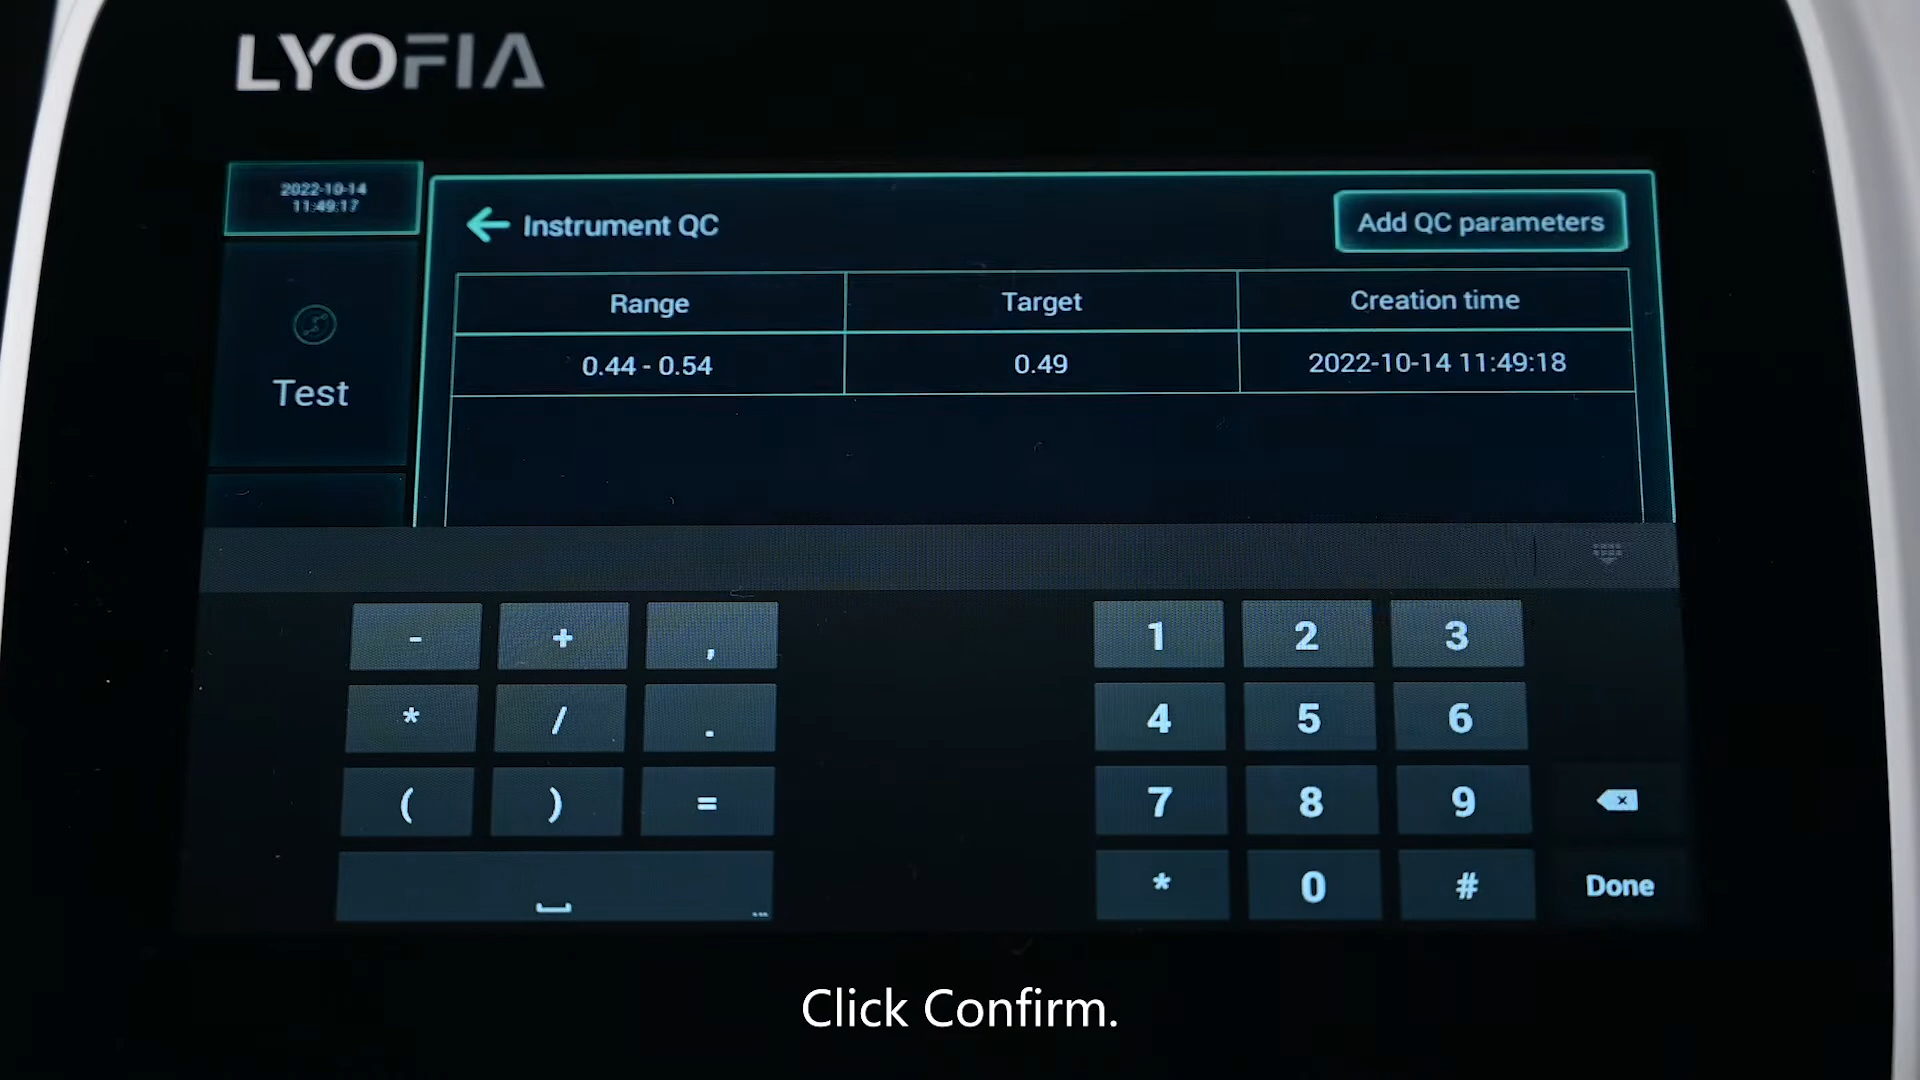 LYOFIA
2022-10-14
11:49:17
Instrument QC
Add QC parameters
Range
Target
Creation time
0.44 - 0.54
0.49
2022-10-14 11:49:18
Test
- + , 1 2 3
* / . 4 5 6
( ) = 7 8 9
* 0 # Done
Click Confirm.